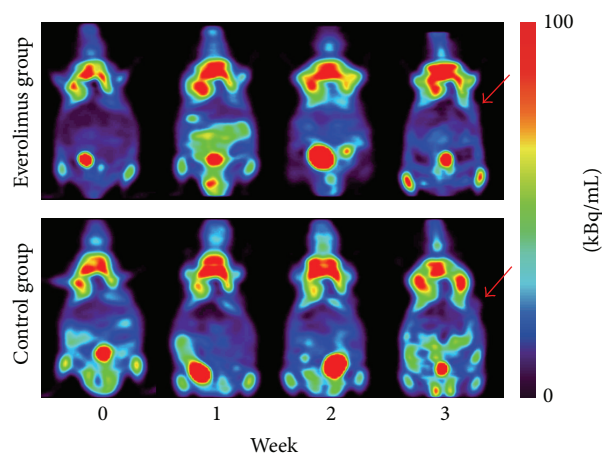 Everolimus group
Control group
0 1 2 3
Week
100
(kBq/mL)
0